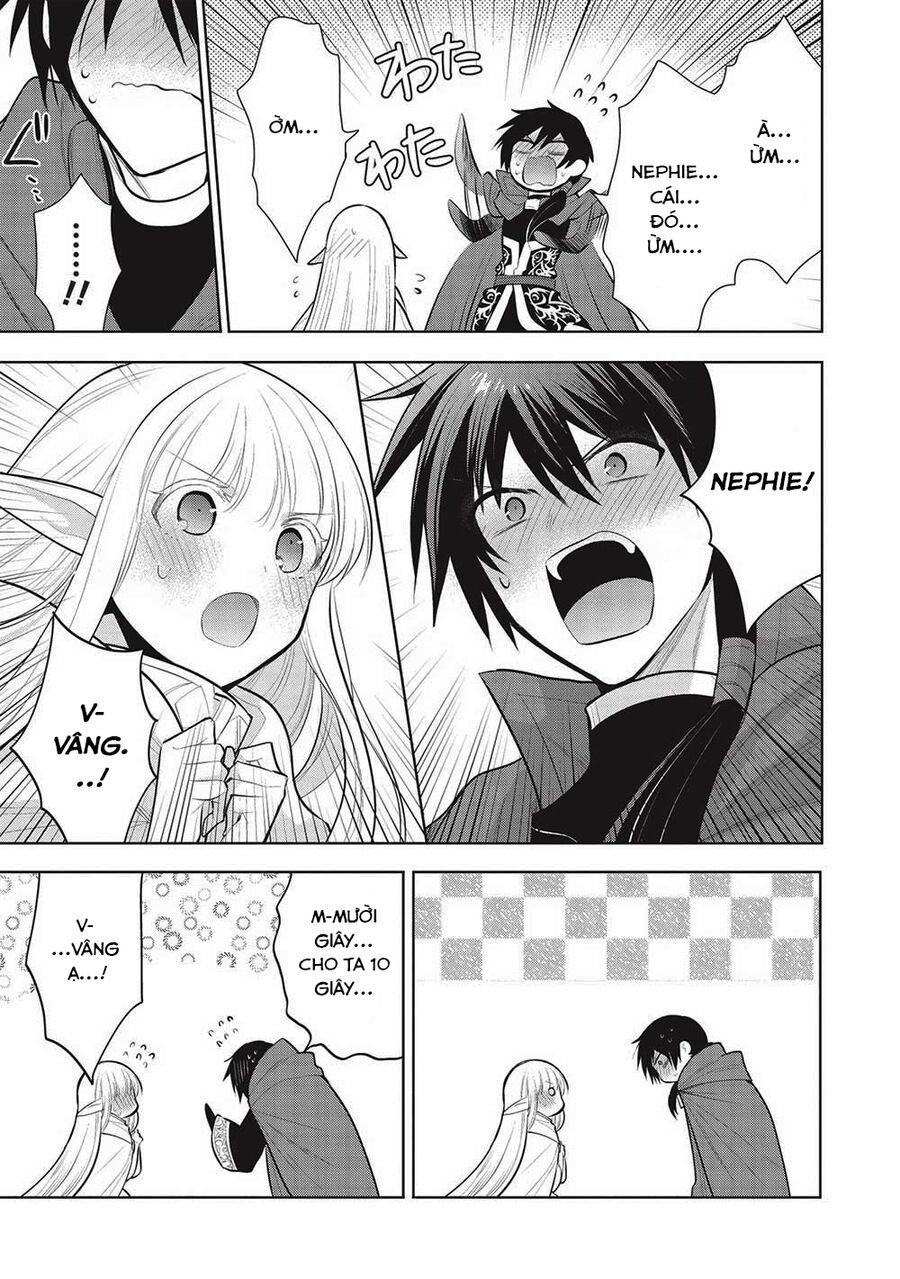 À...
ỪM...
NEPHIE...
CÁI...
ĐÓ...
ỪM....
わた
わた
ỜM...
......!!
NEPHIE!
V-
VÂNG.
..!
M-MƯỜI
GIÂY...
CHO TA 10
GIÂY...
V-
...VÂNG
Ạ...!